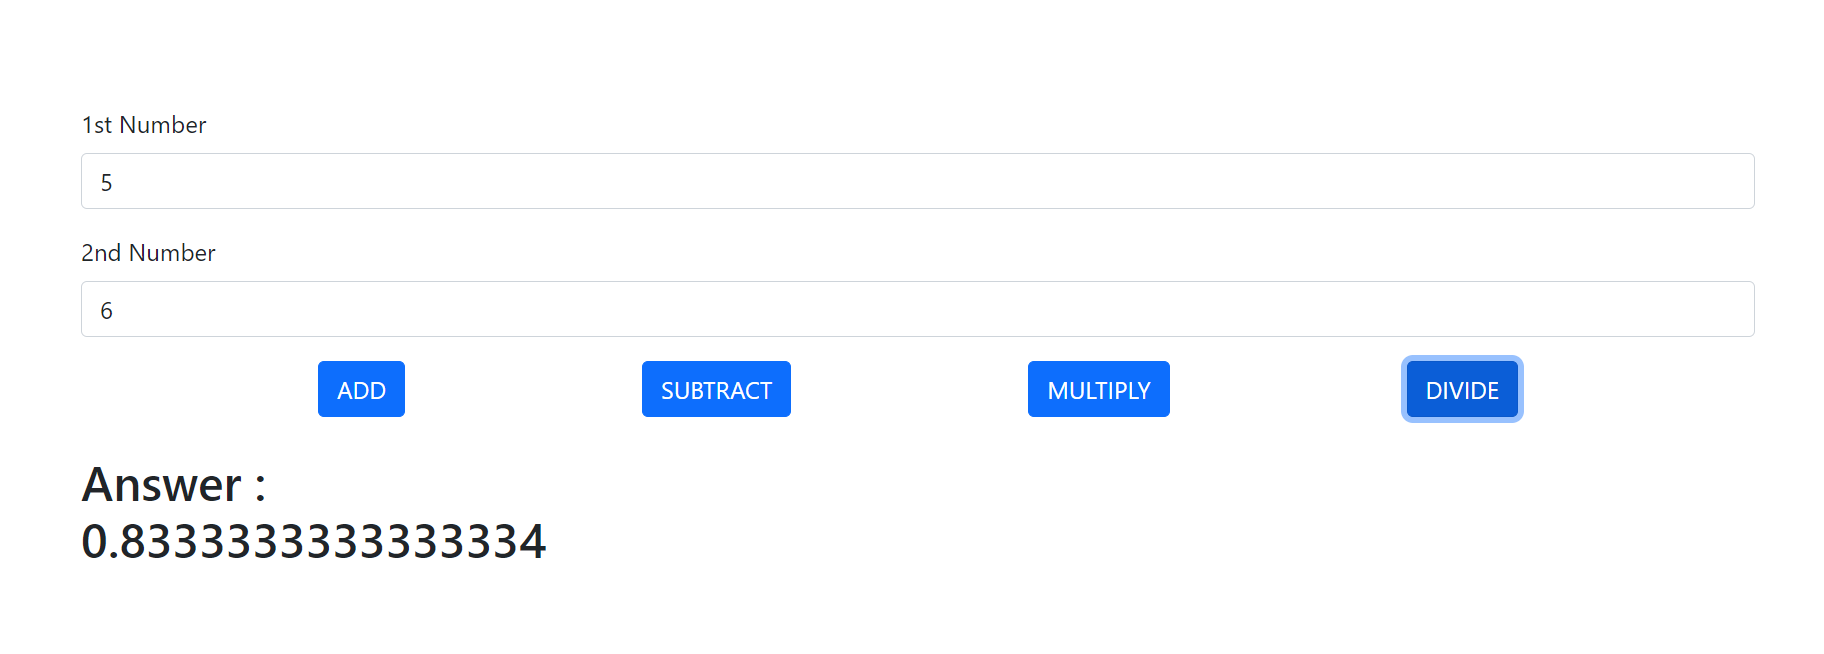 1st Number
5
2nd Number
6
ADD SUBTRACT MULTIPLY DIVIDE
Answer :
0.8333333333333334